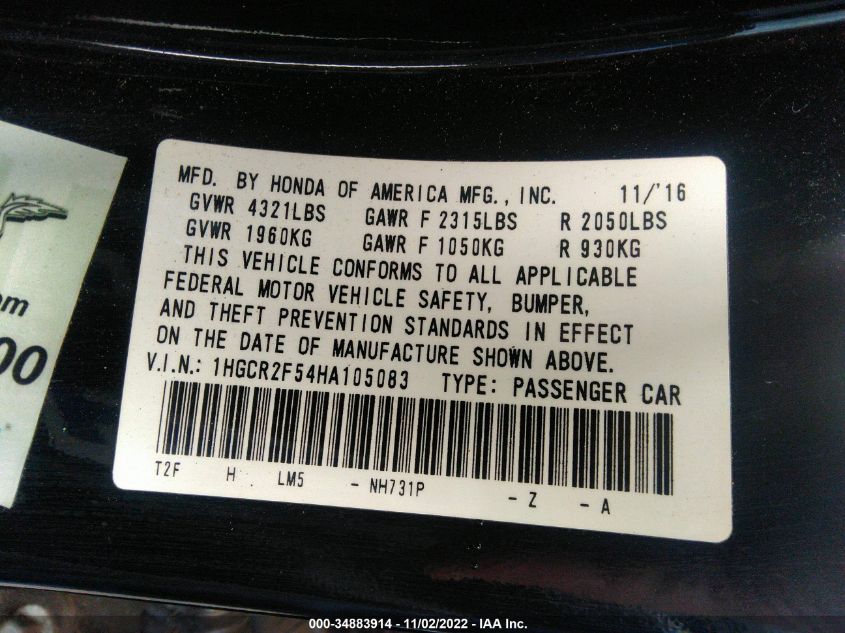 MFD. BY HONDA OF AMERICA MFG., INC. 11/'16
GVWR 4321LBS GAWR F 2315LBS R 2050LBS
GVWR 1960KG GAWR F 1050KG R 930KG
THIS VEHICLE CONFORMS TO ALL APPLICABLE
FEDERAL MOTOR VEHICLE SAFETY, BUMPER,
AND THEFT PREVENTION STANDARDS IN EFFECT
ON THE DATE OF MANUFACTURE SHOWN ABOVE.
V.I.N.: 1HGCR2F54HA105083 TYPE: PASSENGER CAR
T2F H LM5 - NH731P - Z - A
om
00
000-34883914 - 11/02/2022 - IAA Inc.